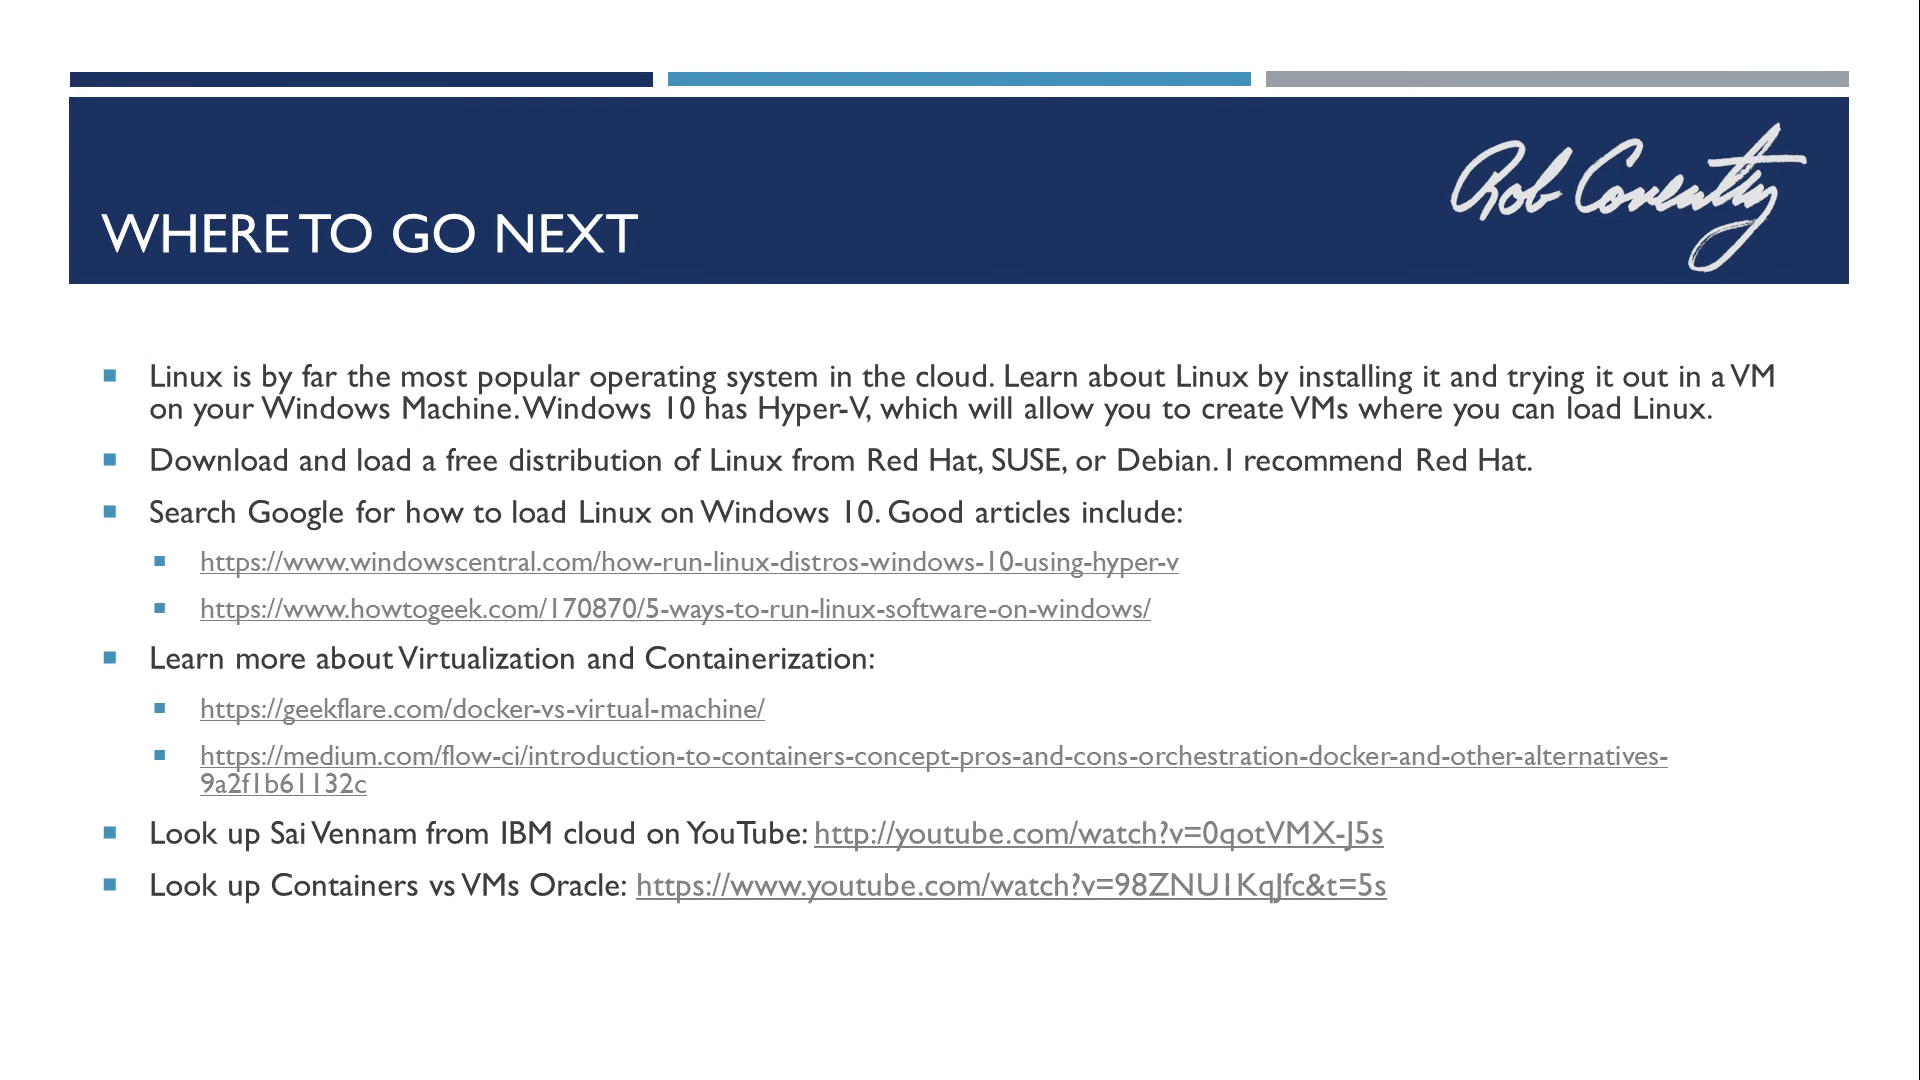 Rob Coventry
WHERE TO GO NEXT
Linux is by far the most popular operating system in the cloud. Learn about Linux by installing it and trying it out in a VM
on your Windows Machine. Windows 10 has Hyper-V, which will allow you to create VMs where you can load Linux.
Download and load a free distribution of Linux from Red Hat, SUSE, or Debian. I recommend Red Hat.
Search Google for how to load Linux on Windows 10. Good articles include:
https://www.windowscentral.com/how-run-linux-distros-windows-10-using-hyper-v
https://www.howtogeek.com/170870/5-ways-to-run-linux-software-on-windows/
Learn more about Virtualization and Containerization:
https://geekflare.com/docker-vs-virtual-machine/
https://medium.com/flow-ci/introduction-to-containers-concept-pros-and-cons-orchestration-docker-and-other-alternatives-
9a2f1b61132c
Look up Sai Vennam from IBM cloud on YouTube: http://youtube.com/watch?v=0qotVMX-J5s
Look up Containers vs VMs Oracle: https://www.youtube.com/watch?v=98ZNU1KqJfc&t=5s